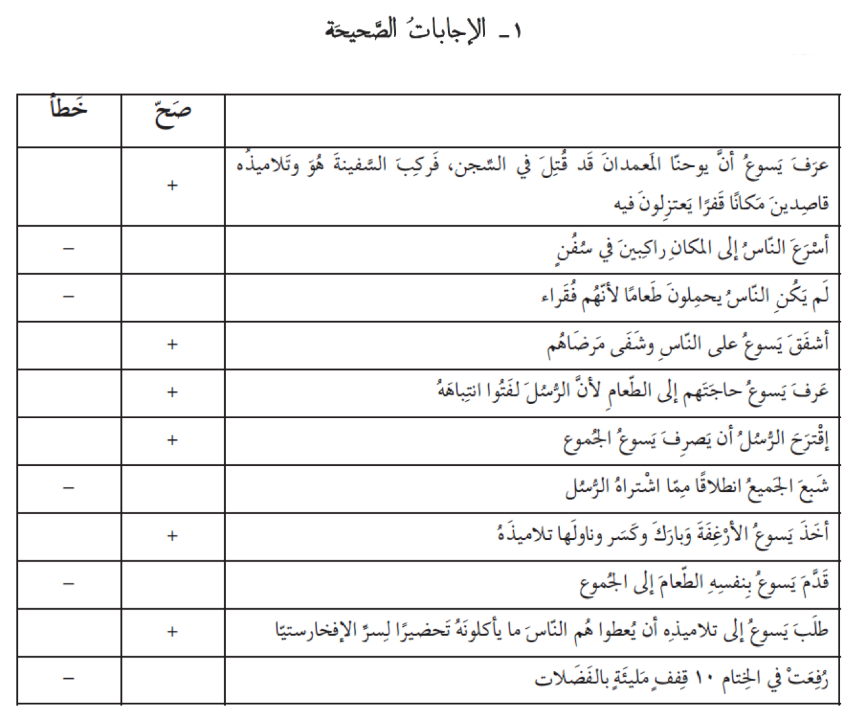 ١ـ الإجاباتُ الصَّحيحَة
صَحّ خَطأ
عرَفَ يَسوعُ أنَّ يوحنّا المَعمدانَ قَد قُتِلَ في السِّجن، فَركِبَ السَّفينةَ هُوَ وتَلاميذُه
قاصِدينَ مَكانًا قَفرًا يَعتزِلونَ فيه +
أسْرَعَ النّاسُ إلى المكانِ راكِبينَ في سُفُنٍ –
لَم يَكُنِ النّاسُ يحمِلونَ طَعامًا لأنّهُم فُقَراء –
أشفَقَ يَسوعُ على النّاسِ وشَفَى مَرضَاهُم +
عَرفَ يَسوعُ حاجَتَهم إلى الطّعامِ لأنَّ الرُّسُلَ لفَتُوا انتِباهَهُ +
إقْتَرَحَ الرُّسُلُ أن يَصرِفَ يَسوعُ الجُموع +
شَبعَ الجَميعُ انطلاقًا مِمّا اشْتراهُ الرُّسُل –
أخَذَ يَسوعُ الأرْغِفَةَ وَبارَكَ وكَسَر وناولَها تلاميذَهُ +
قَدَّمَ يَسوعُ بِنفسِهِ الطّعامَ إلى الجُموع –
طلَبَ يَسوعُ إلى تلاميذِه أن يُعطوا هُم النّاسَ ما يأكلونَهُ تَحضيرًا لِسرِّ الإفخارستيّا +
رُفِعَتْ في الخِتام ١٠ قِففٍ مَليئَةٍ بالفَضَلات –